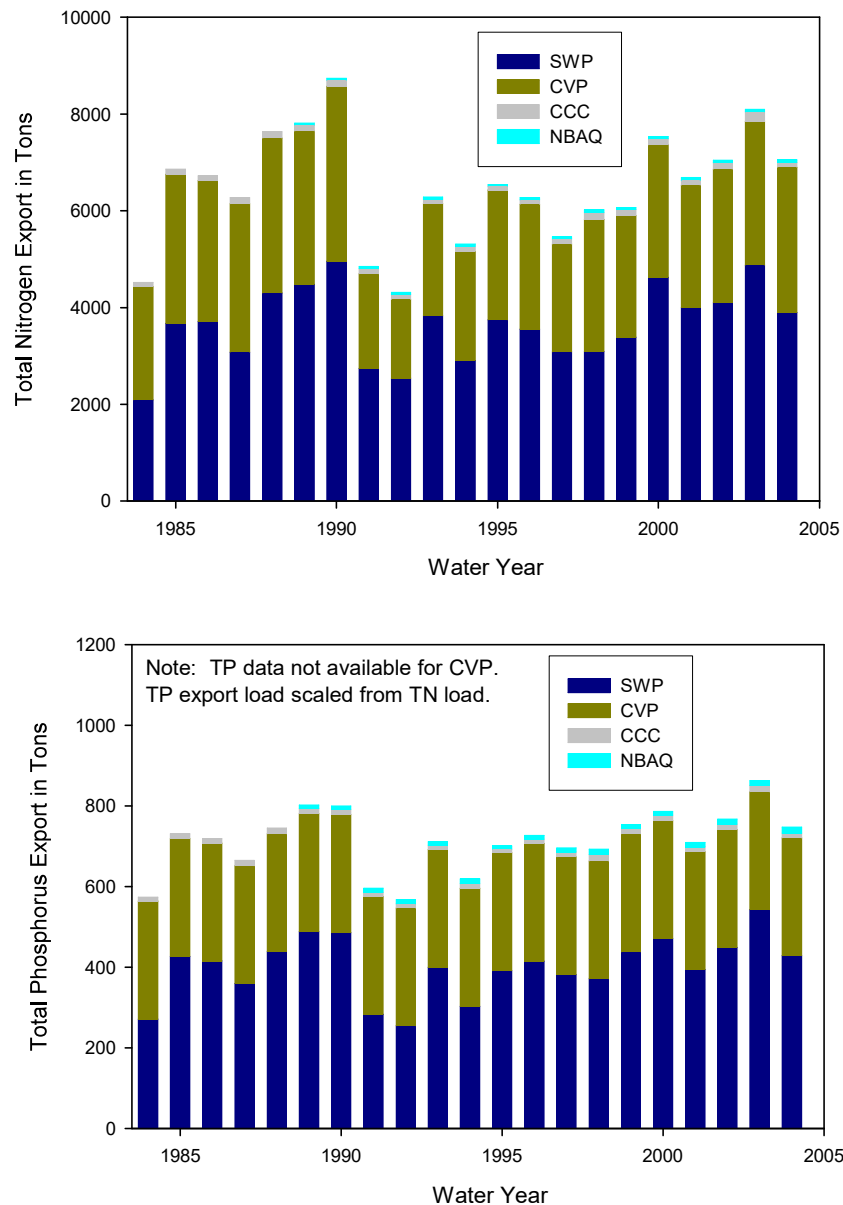 10000
8000
6000
4000
2000
0
Total Nitrogen Export in Tons
SWP
CVP
CCC
NBAQ
1985
1990
1995
2000
2005
Water Year
1200
1000
800
600
400
200
0
Total Phosphorus Export in Tons
Note: TP data not available for CVP.
TP export load scaled from TN load.
SWP
CVP
CCC
NBAQ
1985
1990
1995
2000
2005
Water Year